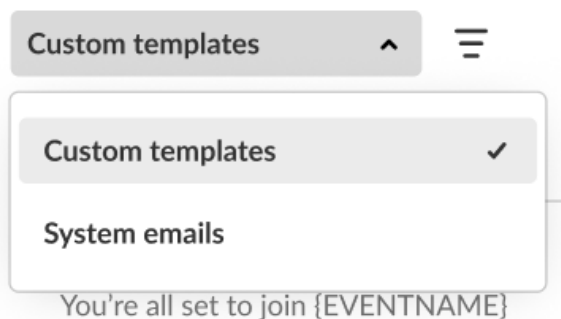 Custom templates
Custom templates
System emails
You're all set to join {EVENTNAME}